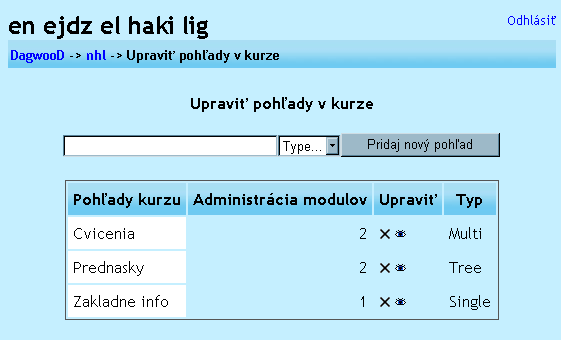 en ejdz el haki lig
Odhlásiť
DagwooD -> nhl -> Upraviť pohľady v kurze
Upraviť pohľady v kurze
Type... Pridaj nový pohľad
Pohľady kurzu Administrácia modulov Upraviť Typ
Cvicenia 2 Multi
Prednasky 2 Tree
Zakladne info 1 Single